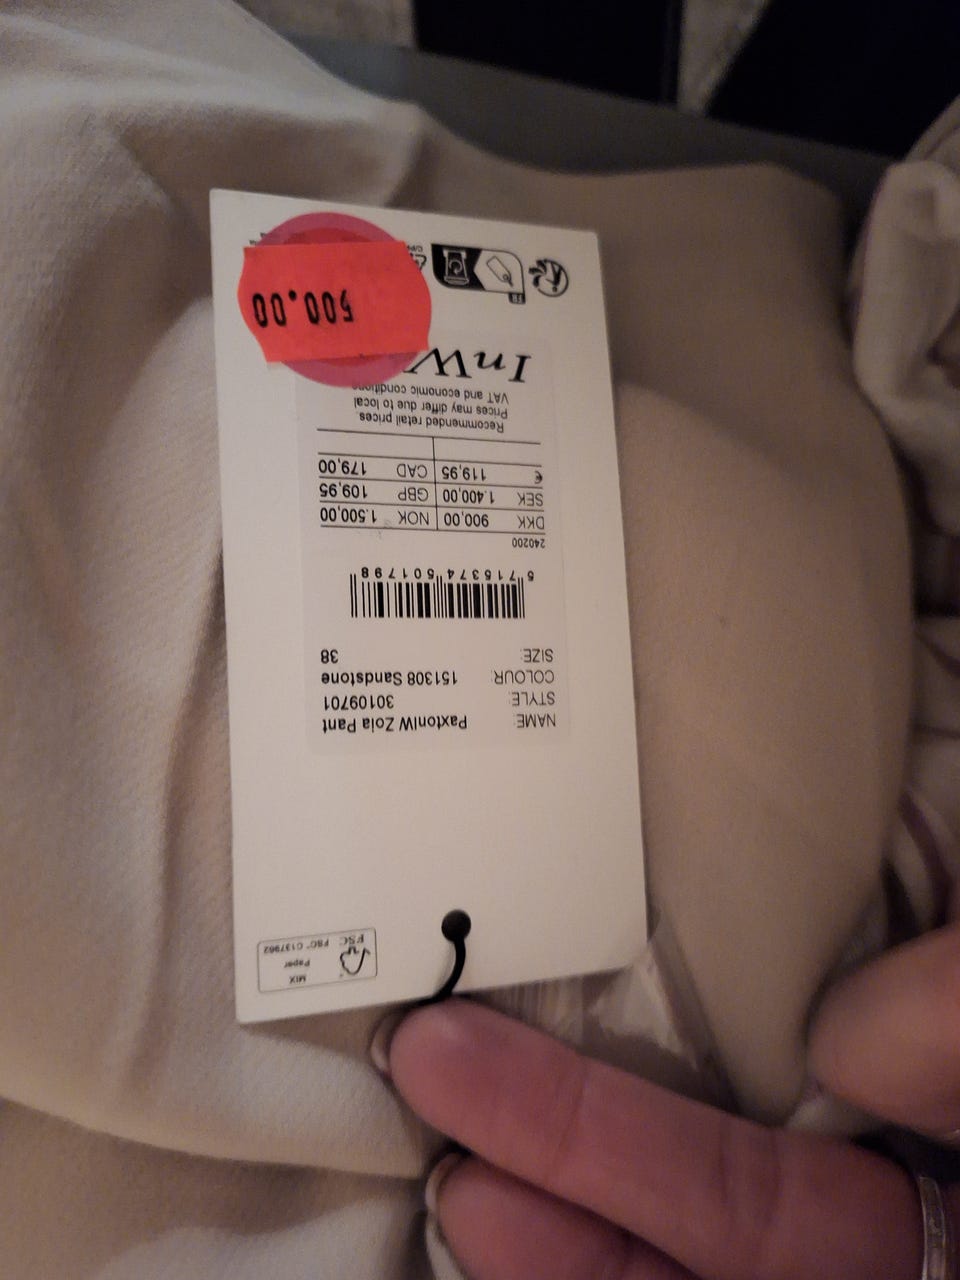 500.00
InW
VAT and economic conditions
Prices may differ due to local
Recommended retail prices.
€ 119,95 CAD 179,00
SEK 1.400,00 GBP 109,95
DKK 900,00 NOK 1.500,00
240200
5 715374 501798
SIZE: 38
COLOUR: 151308 Sandstone
STYLE: 30109701
NAME: PaxtonIW Zola Pant
FR
FSC
MIX
Paper
FSC® C137962